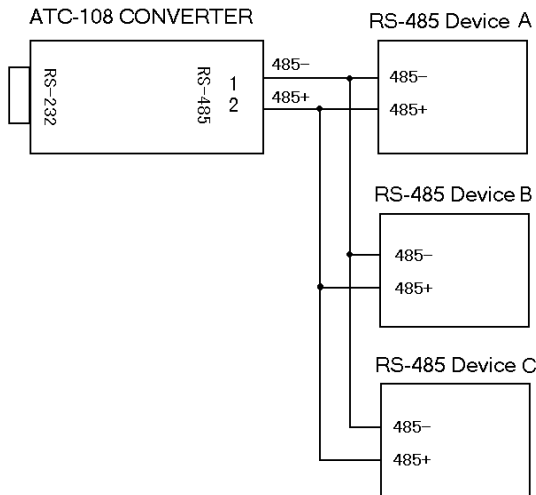 ATC-108 CONVERTER
RS-232
RS-485
1
2
485-
485+
RS-485 Device A
485-
485+
RS-485 Device B
485-
485+
RS-485 Device C
485-
485+